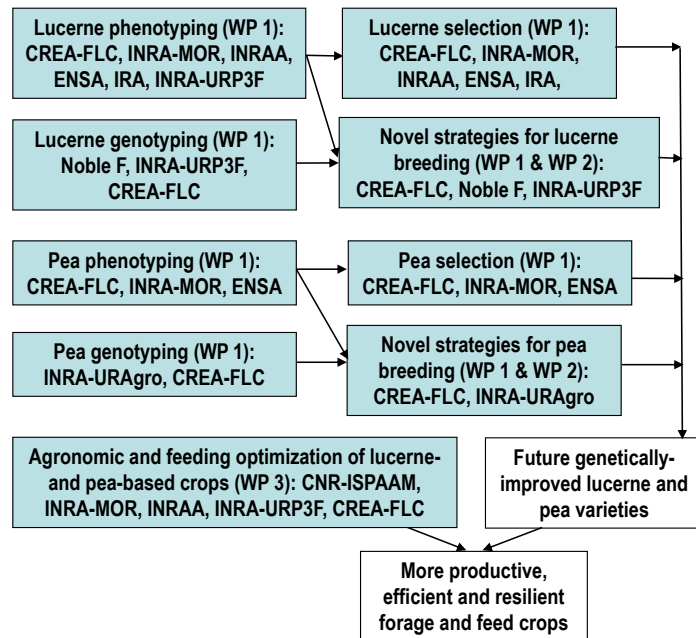 Lucerne phenotyping (WP 1):
CREA-FLC, INRA-MOR, INRAA,
ENSA, IRA, INRA-URP3F
Lucerne selection (WP 1):
CREA-FLC, INRA-MOR,
INRAA, ENSA, IRA,
Lucerne genotyping (WP 1):
Noble F, INRA-URP3F,
CREA-FLC
Novel strategies for lucerne
breeding (WP 1 & WP 2):
CREA-FLC, Noble F, INRA-URP3F
Pea phenotyping (WP 1):
CREA-FLC, INRA-MOR, ENSA
Pea selection (WP 1):
CREA-FLC, INRA-MOR, ENSA
Pea genotyping (WP 1):
INRA-URAgro, CREA-FLC
Novel strategies for pea
breeding (WP 1 & WP 2):
CREA-FLC, INRA-URAgro
Agronomic and feeding optimization of lucerne-
and pea-based crops (WP 3): CNR-ISPAAM,
INRA-MOR, INRAA, INRA-URP3F, CREA-FLC
Future genetically-
improved lucerne and
pea varieties
More productive,
efficient and resilient
forage and feed crops